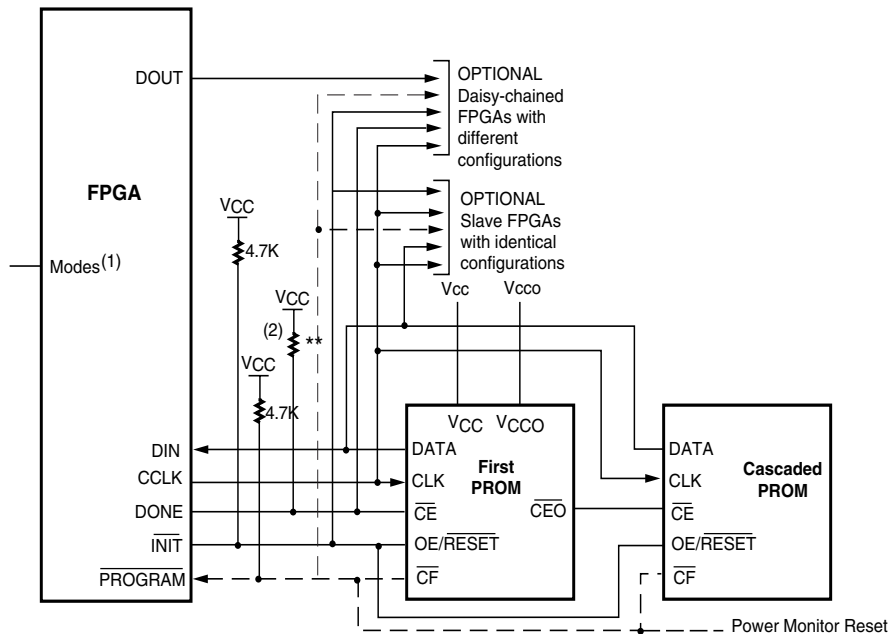 DOUT
FPGA
Modes(1)
DIN
CCLK
DONE
INIT
PROGRAM
VCC
4.7K
VCC
(2)
**
VCC
4.7K
OPTIONAL
Daisy-chained
FPGAs with
different
configurations
OPTIONAL
Slave FPGAs
with identical
configurations
Vcc
Vcco
VCC
VCCO
DATA
First
PROM
CLK
CE
CEO
OE/RESET
CF
DATA
CLK
Cascaded
PROM
CE
OE/RESET
CF
Power Monitor Reset